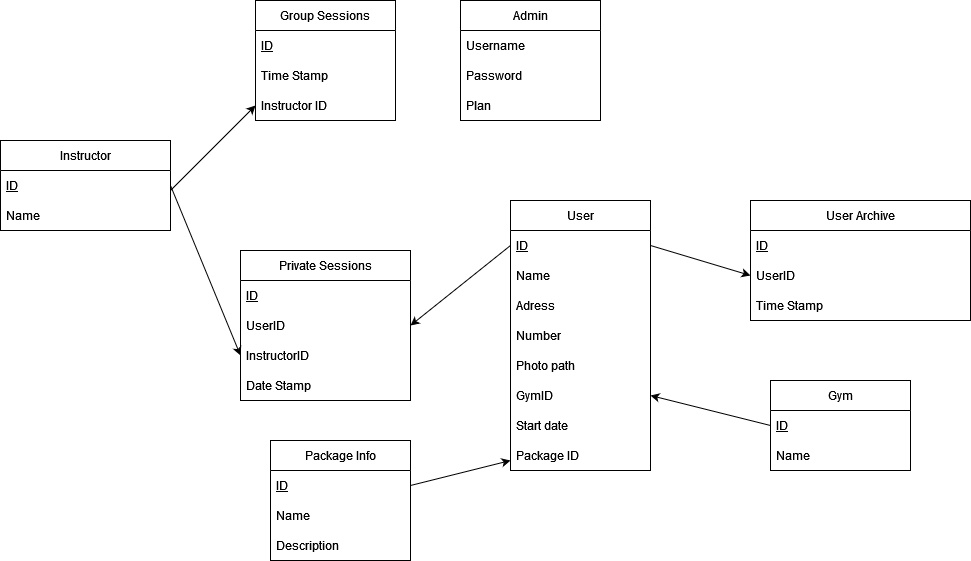 Group Sessions
ID
Time Stamp
Instructor ID
Admin
Username
Password
Plan
Instructor
ID
Name
Private Sessions
ID
UserID
InstructorID
Date Stamp
User
ID
Name
Adress
Number
Photo path
GymID
Start date
Package ID
User Archive
ID
UserID
Time Stamp
Gym
ID
Name
Package Info
ID
Name
Description